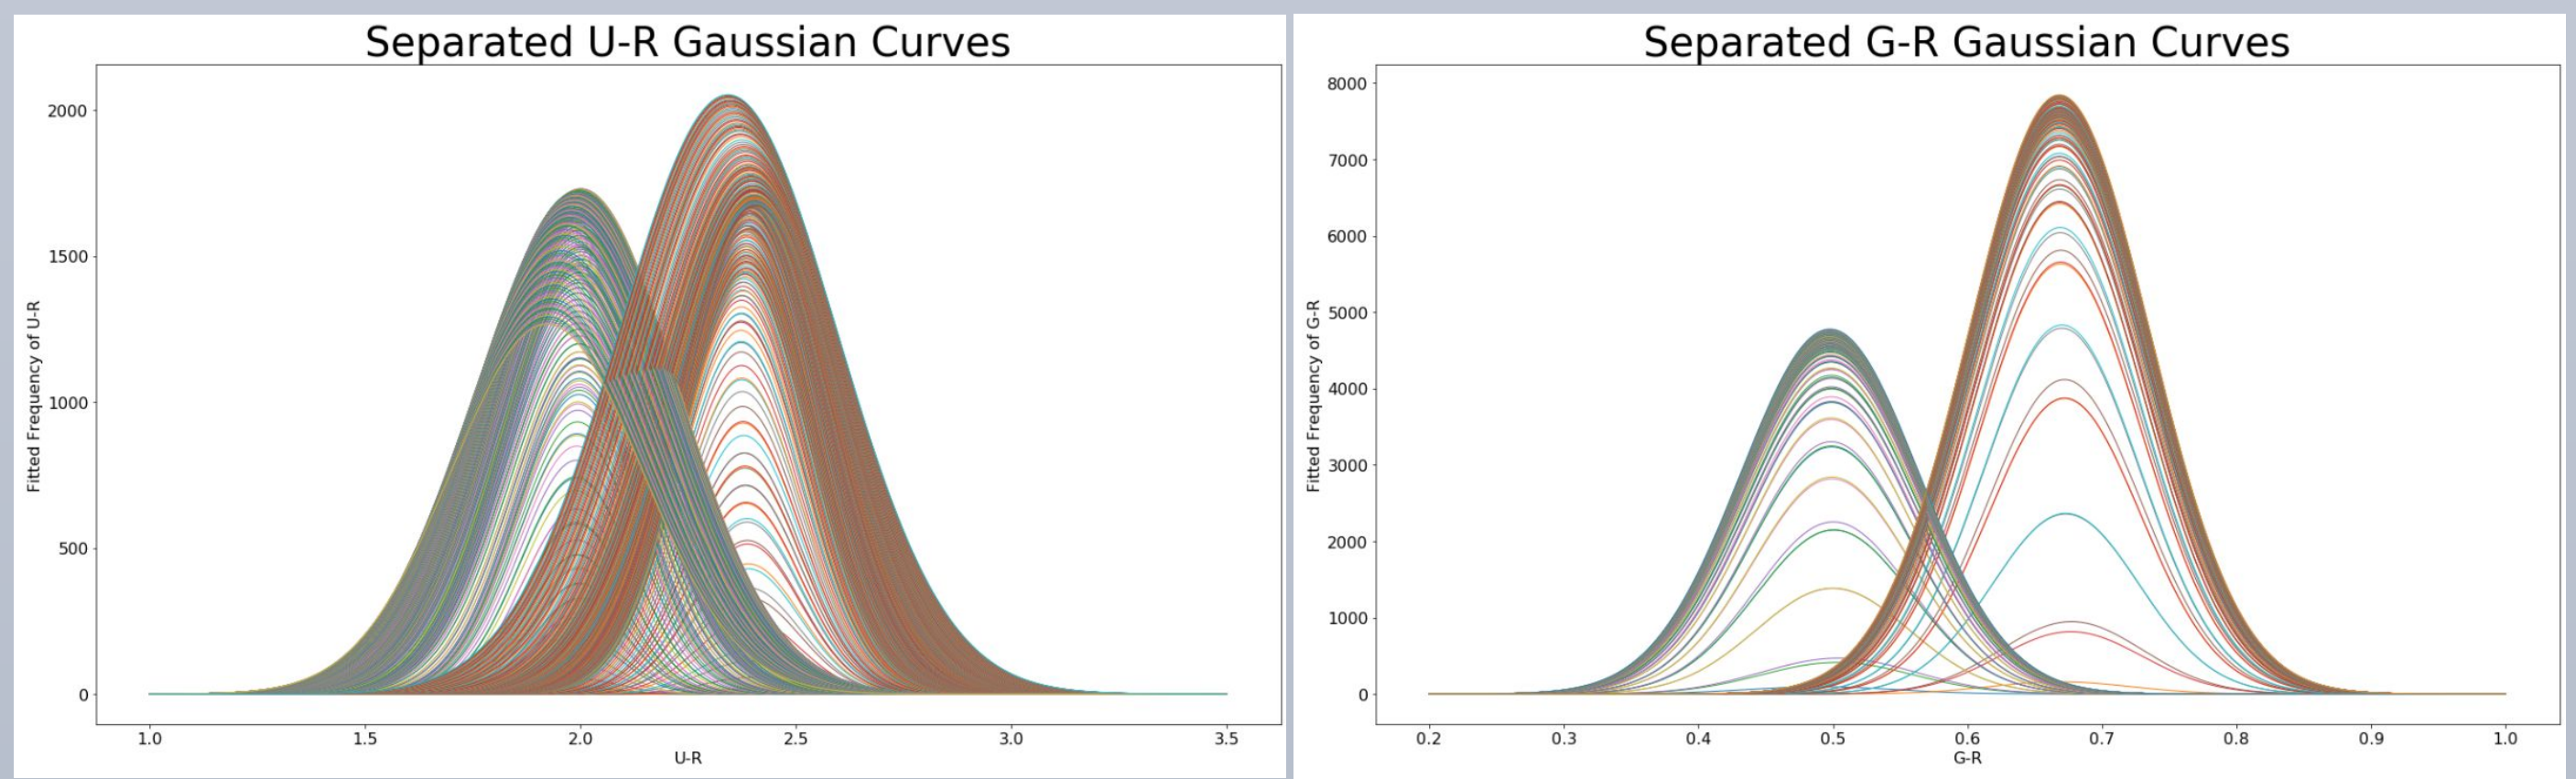 Separated U-R Gaussian Curves
Fitted Frequency of U-R
2000
1500
1000
500
0
1.0 1.5 2.0 2.5 3.0 3.5
U-R
Separated G-R Gaussian Curves
Fitted Frequency of G-R
8000
7000
6000
5000
4000
3000
2000
1000
0
0.2 0.3 0.4 0.5 0.6 0.7 0.8 0.9 1.0
G-R